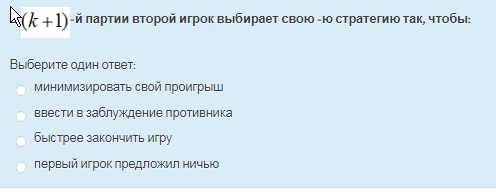 (k+1)-й партии второй игрок выбирает свою -ю стратегию так, чтобы:
Выберите один ответ:
минимизировать свой проигрыш
ввести в заблуждение противника
быстрее закончить игру
первый игрок предложил ничью